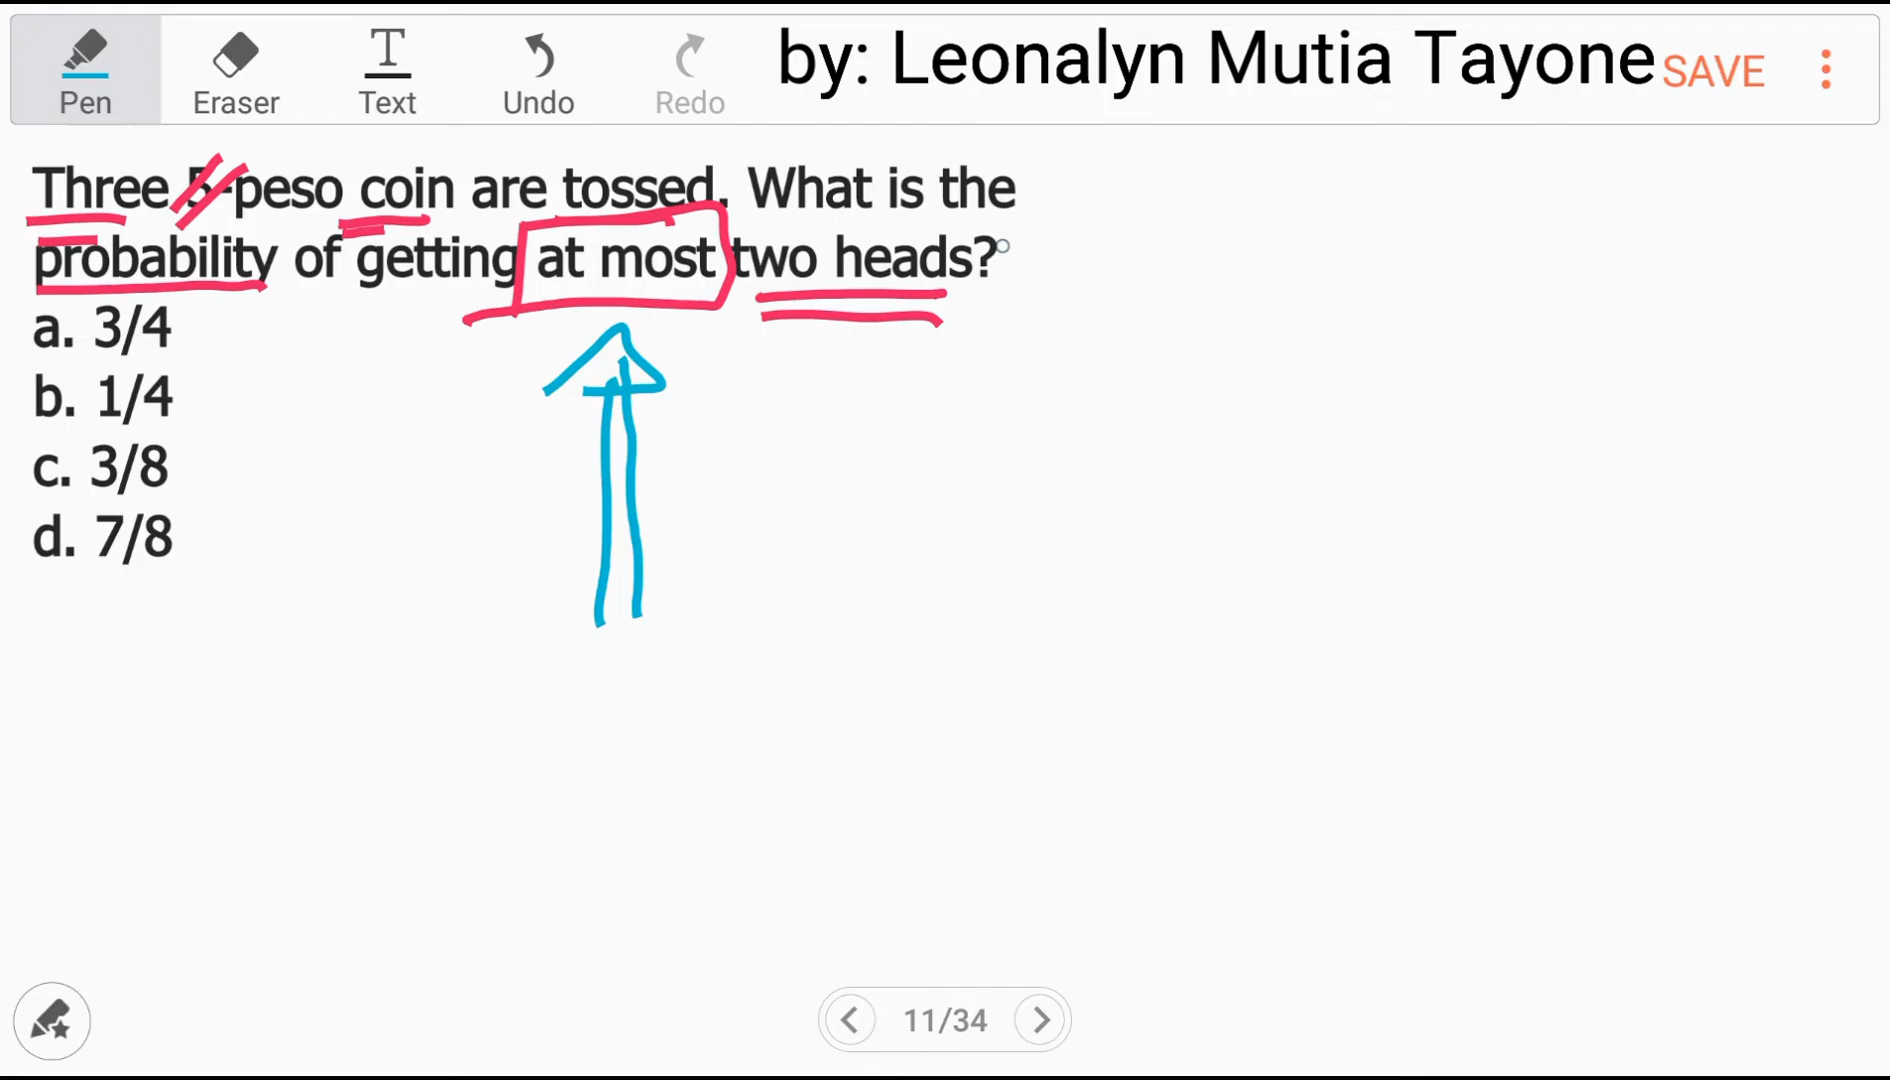 Pen
Eraser
Text
Undo
Redo
by: Leonalyn Mutia Tayone
SAVE
Three 5-peso coin are tossed. What is the
probability of getting at most two heads?
a. 3/4
b. 1/4
c. 3/8
d. 7/8
11/34